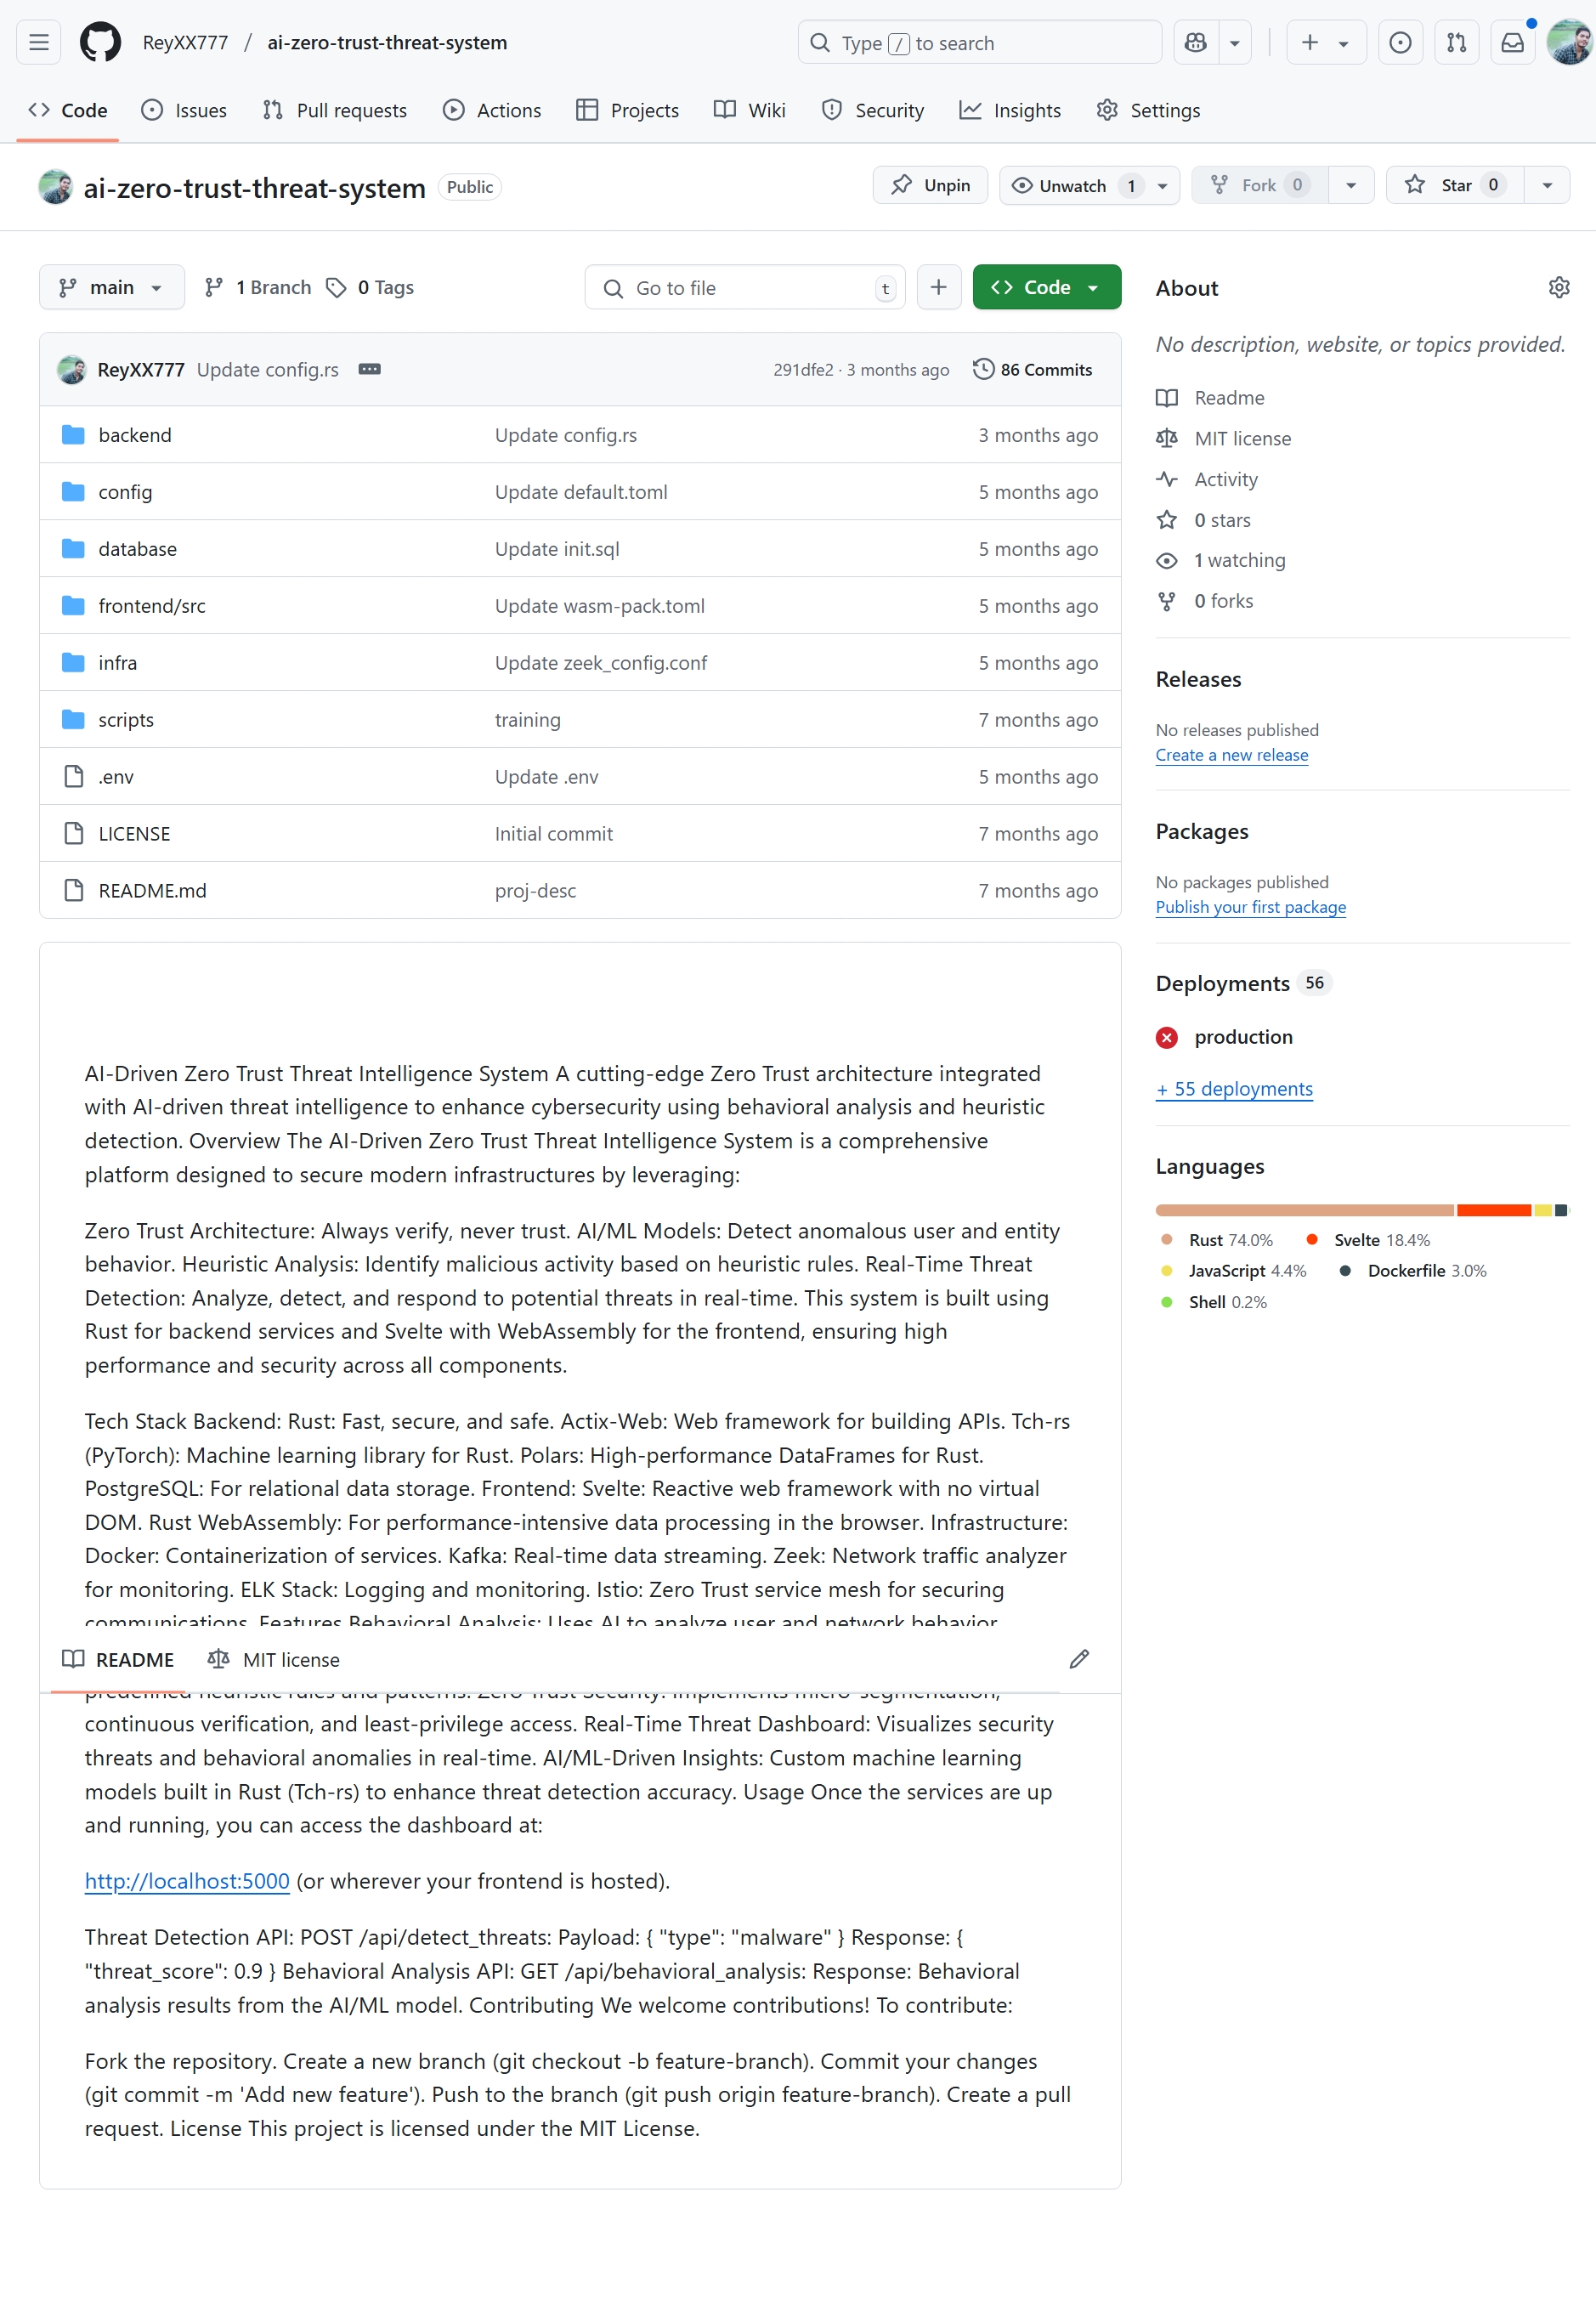 ReyXX777 / ai-zero-trust-threat-system
Type / to search
Code Issues Pull requests Actions Projects Wiki Security Insights Settings
ai-zero-trust-threat-system Public
Unpin Unwatch 1 Fork 0 Star 0
main 1 Branch 0 Tags
Go to file t
Code
ReyXX777 Update config.rs
291dfe2 · 3 months ago 86 Commits
backend Update config.rs 3 months ago
config Update default.toml 5 months ago
database Update init.sql 5 months ago
frontend/src Update wasm-pack.toml 5 months ago
infra Update zeek_config.conf 5 months ago
scripts training 7 months ago
.env Update .env 5 months ago
LICENSE Initial commit 7 months ago
README.md proj-desc 7 months ago
AI-Driven Zero Trust Threat Intelligence System A cutting-edge Zero Trust architecture integrated
with AI-driven threat intelligence to enhance cybersecurity using behavioral analysis and heuristic
detection. Overview The AI-Driven Zero Trust Threat Intelligence System is a comprehensive
platform designed to secure modern infrastructures by leveraging:
Zero Trust Architecture: Always verify, never trust. AI/ML Models: Detect anomalous user and entity
behavior. Heuristic Analysis: Identify malicious activity based on heuristic rules. Real-Time Threat
Detection: Analyze, detect, and respond to potential threats in real-time. This system is built using
Rust for backend services and Svelte with WebAssembly for the frontend, ensuring high
performance and security across all components.
Tech Stack Backend: Rust: Fast, secure, and safe. Actix-Web: Web framework for building APIs. Tch-rs
(PyTorch): Machine learning library for Rust. Polars: High-performance DataFrames for Rust.
PostgreSQL: For relational data storage. Frontend: Svelte: Reactive web framework with no virtual
DOM. Rust WebAssembly: For performance-intensive data processing in the browser. Infrastructure:
Docker: Containerization of services. Kafka: Real-time data streaming. Zeek: Network traffic analyzer
for monitoring. ELK Stack: Logging and monitoring. Istio: Zero Trust service mesh for securing
communications. Features Behavioral Analysis: Uses AI to analyze user and network behavior
README MIT license
predefined heuristic rules and patterns. Zero Trust Security: Implements micro-segmentation,
continuous verification, and least-privilege access. Real-Time Threat Dashboard: Visualizes security
threats and behavioral anomalies in real-time. AI/ML-Driven Insights: Custom machine learning
models built in Rust (Tch-rs) to enhance threat detection accuracy. Usage Once the services are up
and running, you can access the dashboard at:
http://localhost:5000 (or wherever your frontend is hosted).
Threat Detection API: POST /api/detect_threats: Payload: { "type": "malware" } Response: {
"threat_score": 0.9 } Behavioral Analysis API: GET /api/behavioral_analysis: Response: Behavioral
analysis results from the AI/ML model. Contributing We welcome contributions! To contribute:
Fork the repository. Create a new branch (git checkout -b feature-branch). Commit your changes
(git commit -m 'Add new feature'). Push to the branch (git push origin feature-branch). Create a pull
request. License This project is licensed under the MIT License.
About
No description, website, or topics provided.
Readme
MIT license
Activity
0 stars
1 watching
0 forks
Releases
No releases published
Create a new release
Packages
No packages published
Publish your first package
Deployments 56
production
+ 55 deployments
Languages
Rust 74.0% Svelte 18.4%
JavaScript 4.4% Dockerfile 3.0%
Shell 0.2%